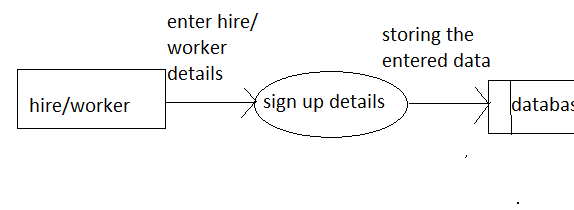 enter hire/
worker
details
storing the
entered data
hire/worker
sign up details
databas